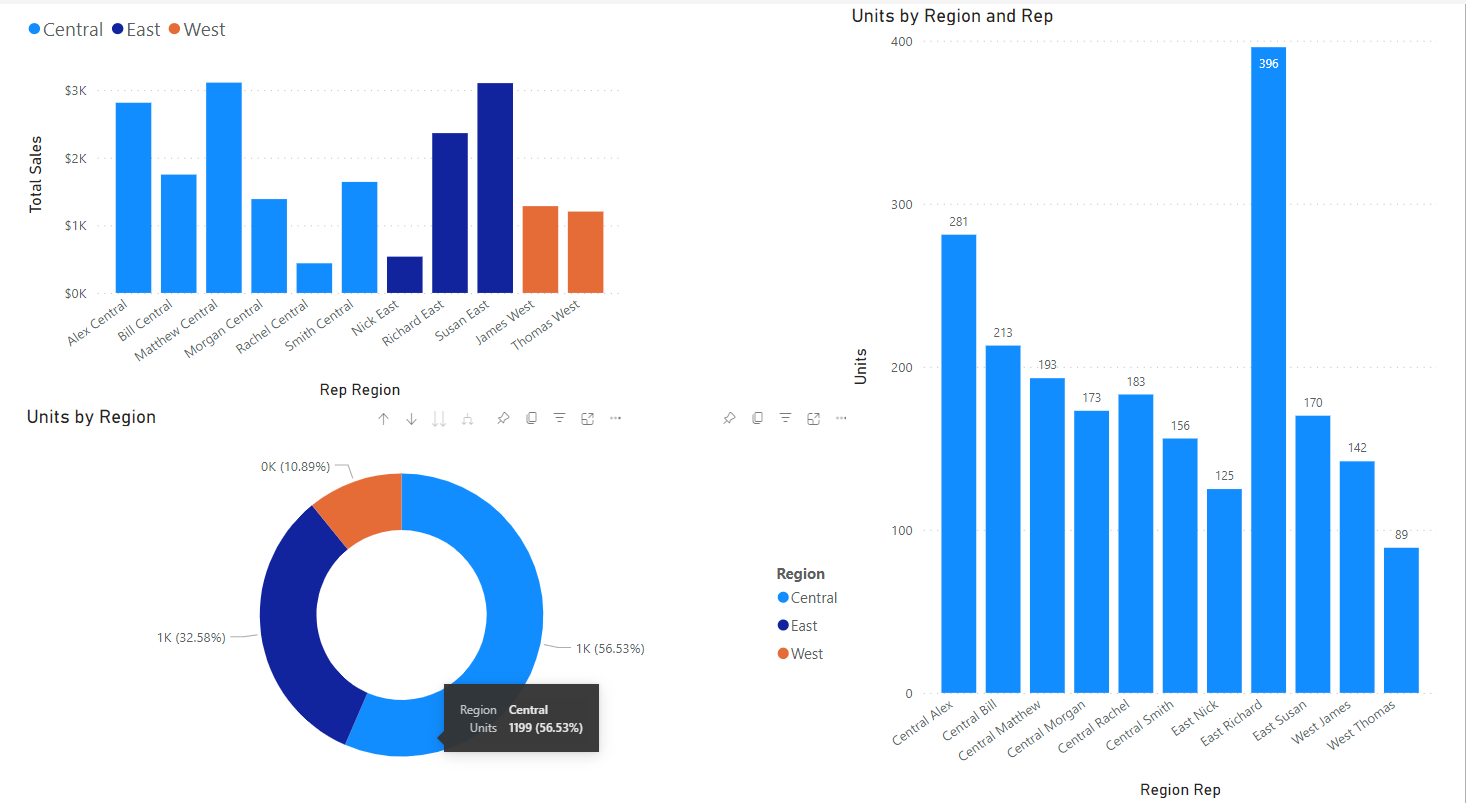 Central East West
Total Sales
$3K
$2K
$1K
$0K
Alex Central
Bill Central
Matthew Central
Morgan Central
Rachel Central
Smith Central
Nick East
Richard East
Susan East
James West
Thomas West
Rep Region
Units by Region
0K (10.89%)
1K (32.58%)
1K (56.53%)
Region Central
Units 1199 (56.53%)
Region
Central
East
West
Units by Region and Rep
Units
400
300
200
100
0
281
213
193
173
183
156
125
396
170
142
89
Central Alex
Central Bill
Central Matthew
Central Morgan
Central Rachel
Central Smith
East Nick
East Richard
East Susan
West James
West Thomas
Region Rep